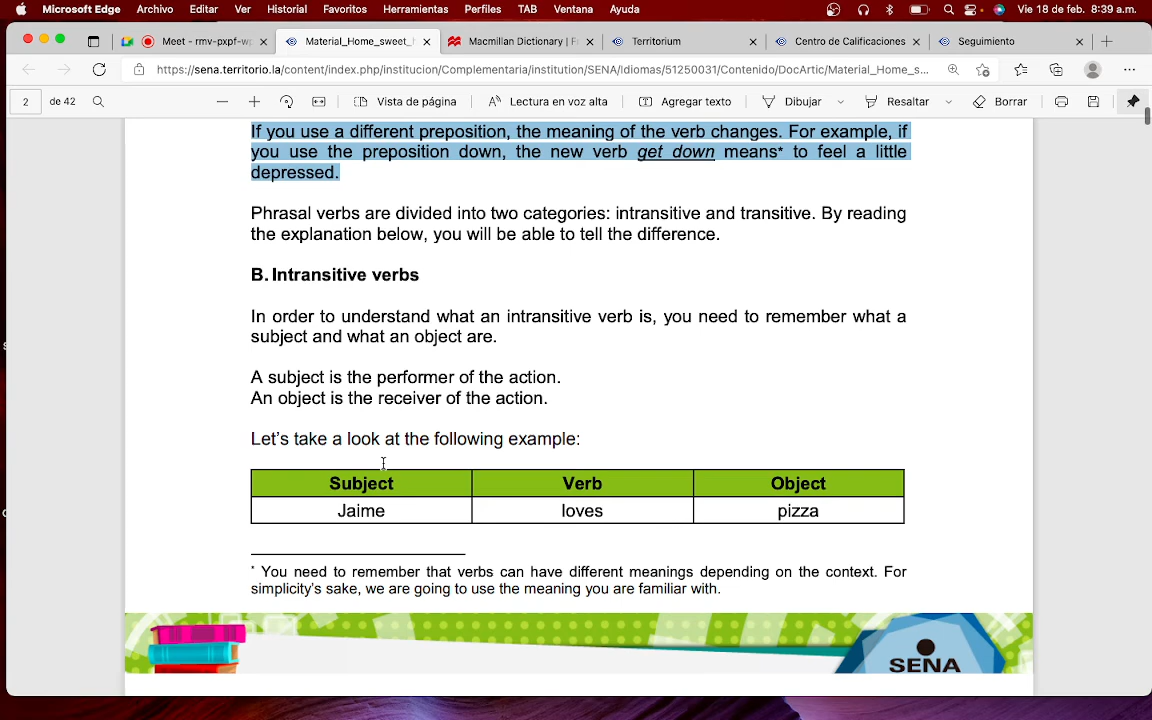 Microsoft Edge Archivo Editar Ver Historial Favoritos Herramientas Perfiles TAB Ventana Ayuda Vie 18 de feb. 8:39 a.m.
Meet - rmv-pxpf-w Material_Home_sweet_ Macmillan Dictionary | F Territorium Centro de Calificaciones Seguimiento
https://sena.territorio.la/content/index.php/institucion/Complementaria/institution/SENA/Idiomas/51250031/Contenido/DocArtic/Material_Home_s...
2 de 42 Vista de página Lectura en voz alta Agregar texto Dibujar Resaltar Borrar
If you use a different preposition, the meaning of the verb changes. For example, if
you use the preposition down, the new verb get down means* to feel a little
depressed.
Phrasal verbs are divided into two categories: intransitive and transitive. By reading
the explanation below, you will be able to tell the difference.
B. Intransitive verbs
In order to understand what an intransitive verb is, you need to remember what a
subject and what an object are.
A subject is the performer of the action.
An object is the receiver of the action.
Let's take a look at the following example:
Subject Verb Object
Jaime loves pizza
* You need to remember that verbs can have different meanings depending on the context. For
simplicity's sake, we are going to use the meaning you are familiar with.
SENA